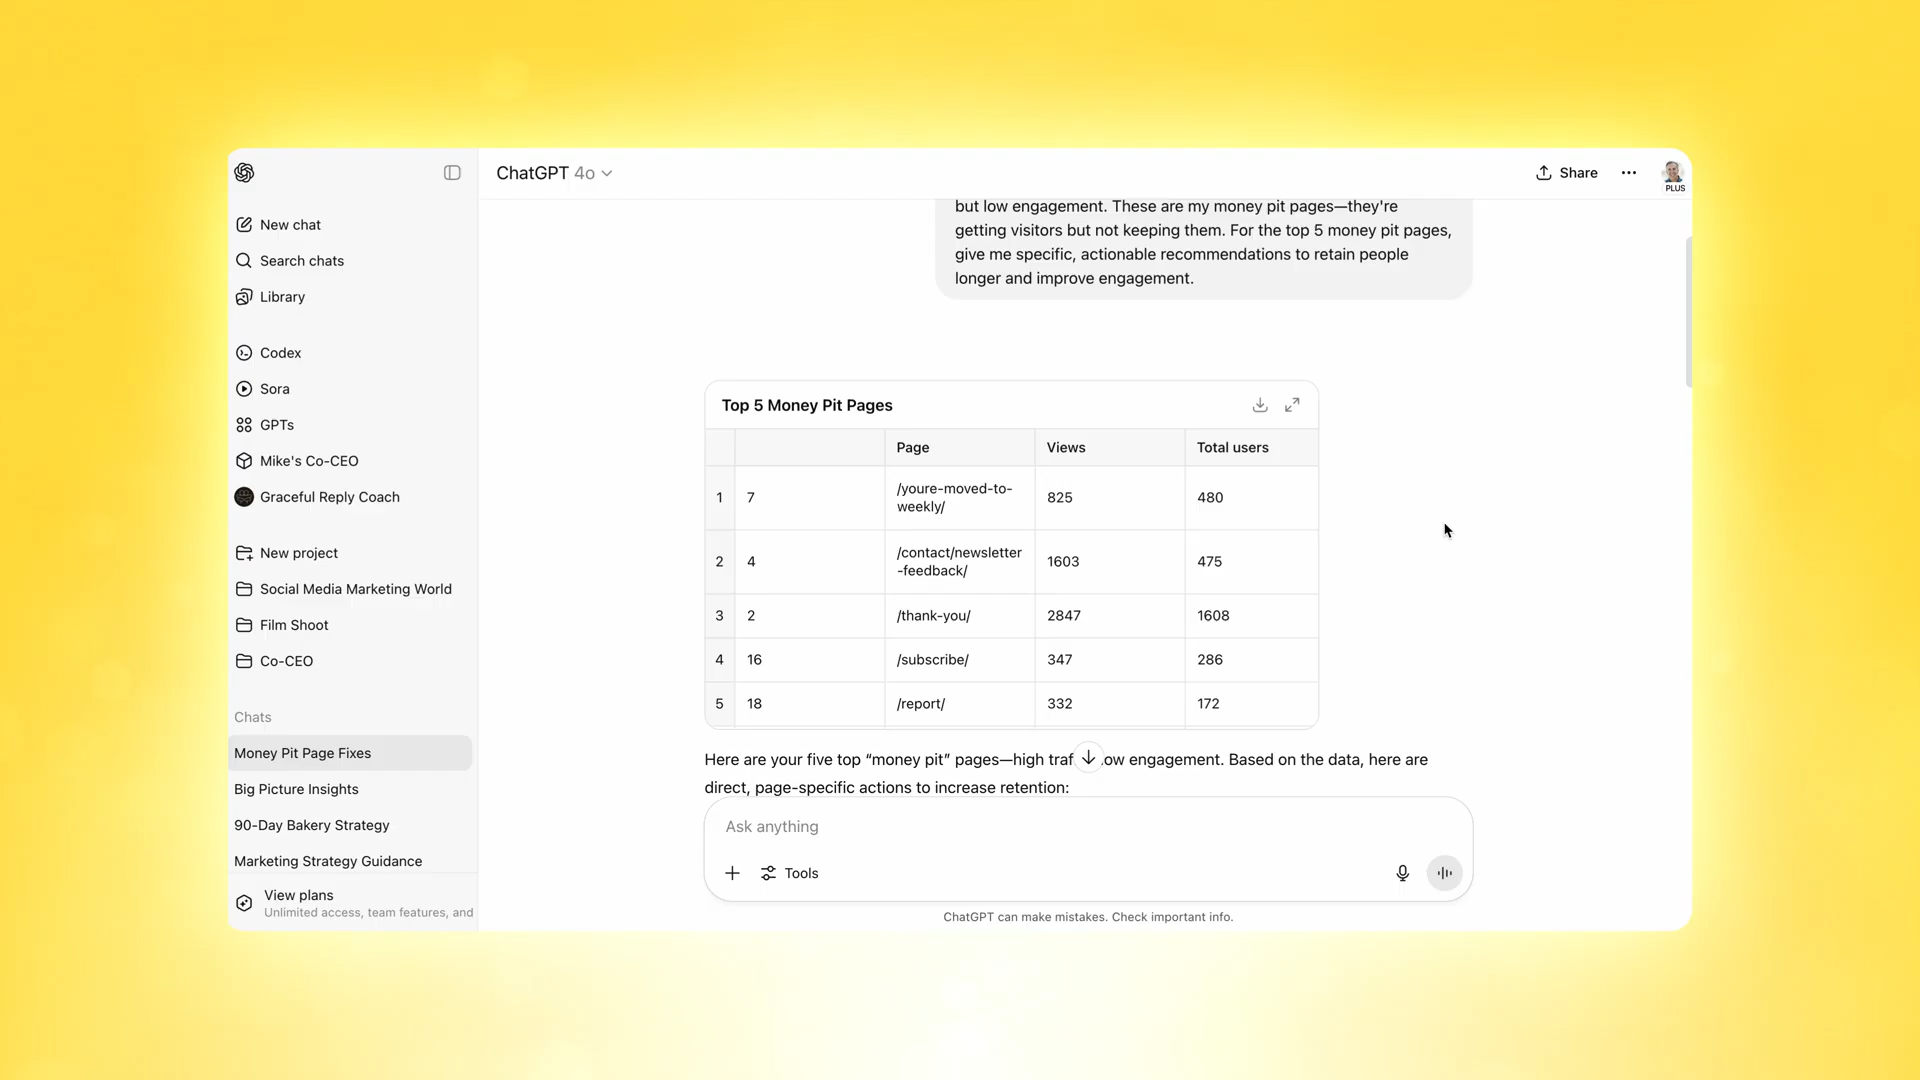 ChatGPT 4o
Share
PLUS
New chat
Search chats
Library
Codex
Sora
GPTs
Mike's Co-CEO
Graceful Reply Coach
New project
Social Media Marketing World
Film Shoot
Co-CEO
Chats
Money Pit Page Fixes
Big Picture Insights
90-Day Bakery Strategy
Marketing Strategy Guidance
View plans
Unlimited access, team features, and
but low engagement. These are my money pit pages—they're
getting visitors but not keeping them. For the top 5 money pit pages,
give me specific, actionable recommendations to retain people
longer and improve engagement.
Top 5 Money Pit Pages
Page Views Total users
1 7 /youre-moved-to-
weekly/ 825 480
2 4 /contact/newsletter
-feedback/ 1603 475
3 2 /thank-you/ 2847 1608
4 16 /subscribe/ 347 286
5 18 /report/ 332 172
Here are your five top “money pit” pages—high traf ow engagement. Based on the data, here are
direct, page-specific actions to increase retention:
Ask anything
Tools
ChatGPT can make mistakes. Check important info.